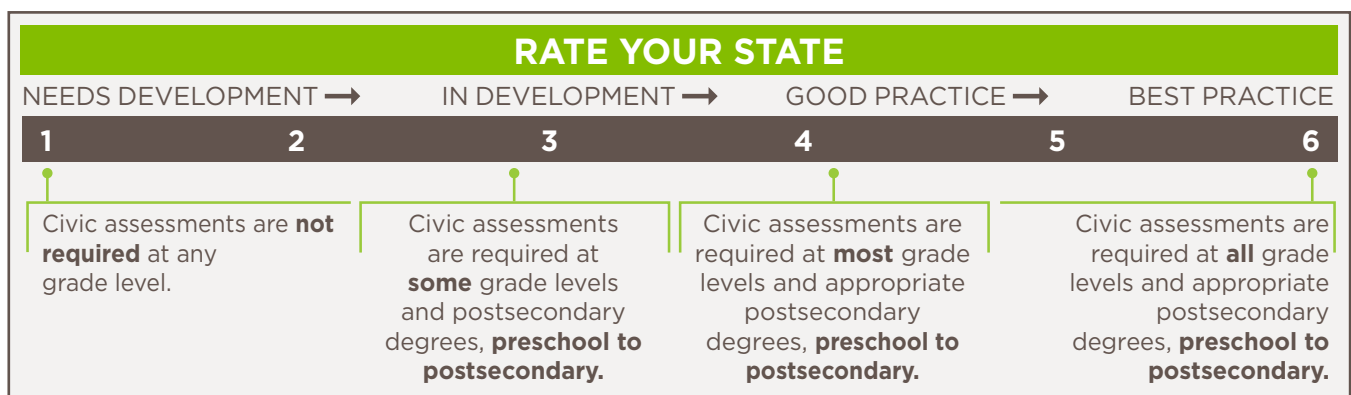 RATE YOUR STATE
NEEDS DEVELOPMENT → IN DEVELOPMENT → GOOD PRACTICE → BEST PRACTICE
1 2 3 4 5 6
Civic assessments are not
required at any
grade level.
Civic assessments
are required at
some grade levels
and postsecondary
degrees, preschool to
postsecondary.
Civic assessments are
required at most grade
levels and appropriate
postsecondary
degrees, preschool to
postsecondary.
Civic assessments are
required at all grade
levels and appropriate
postsecondary
degrees, preschool to
postsecondary.